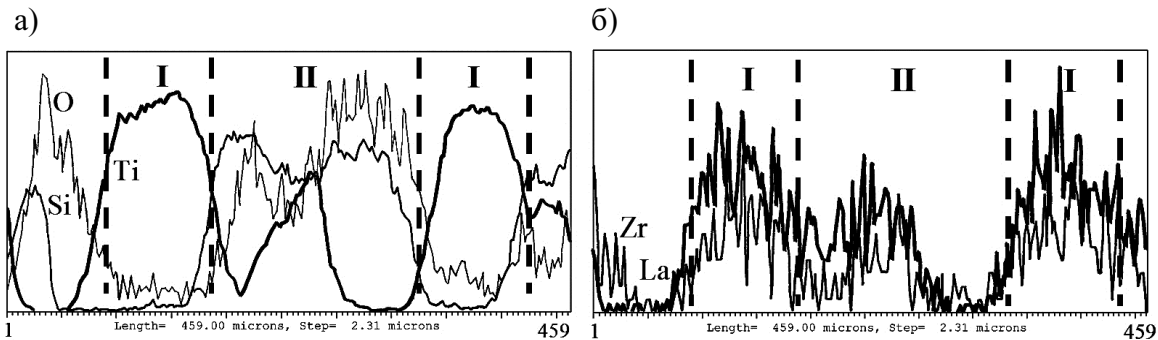 а)
I II I
O
Ti
Si
1 459
Length= 459.00 microns, Step= 2.31 microns
б)
I II I
Zr
La
1 459
Length= 459.00 microns, Step= 2.31 microns